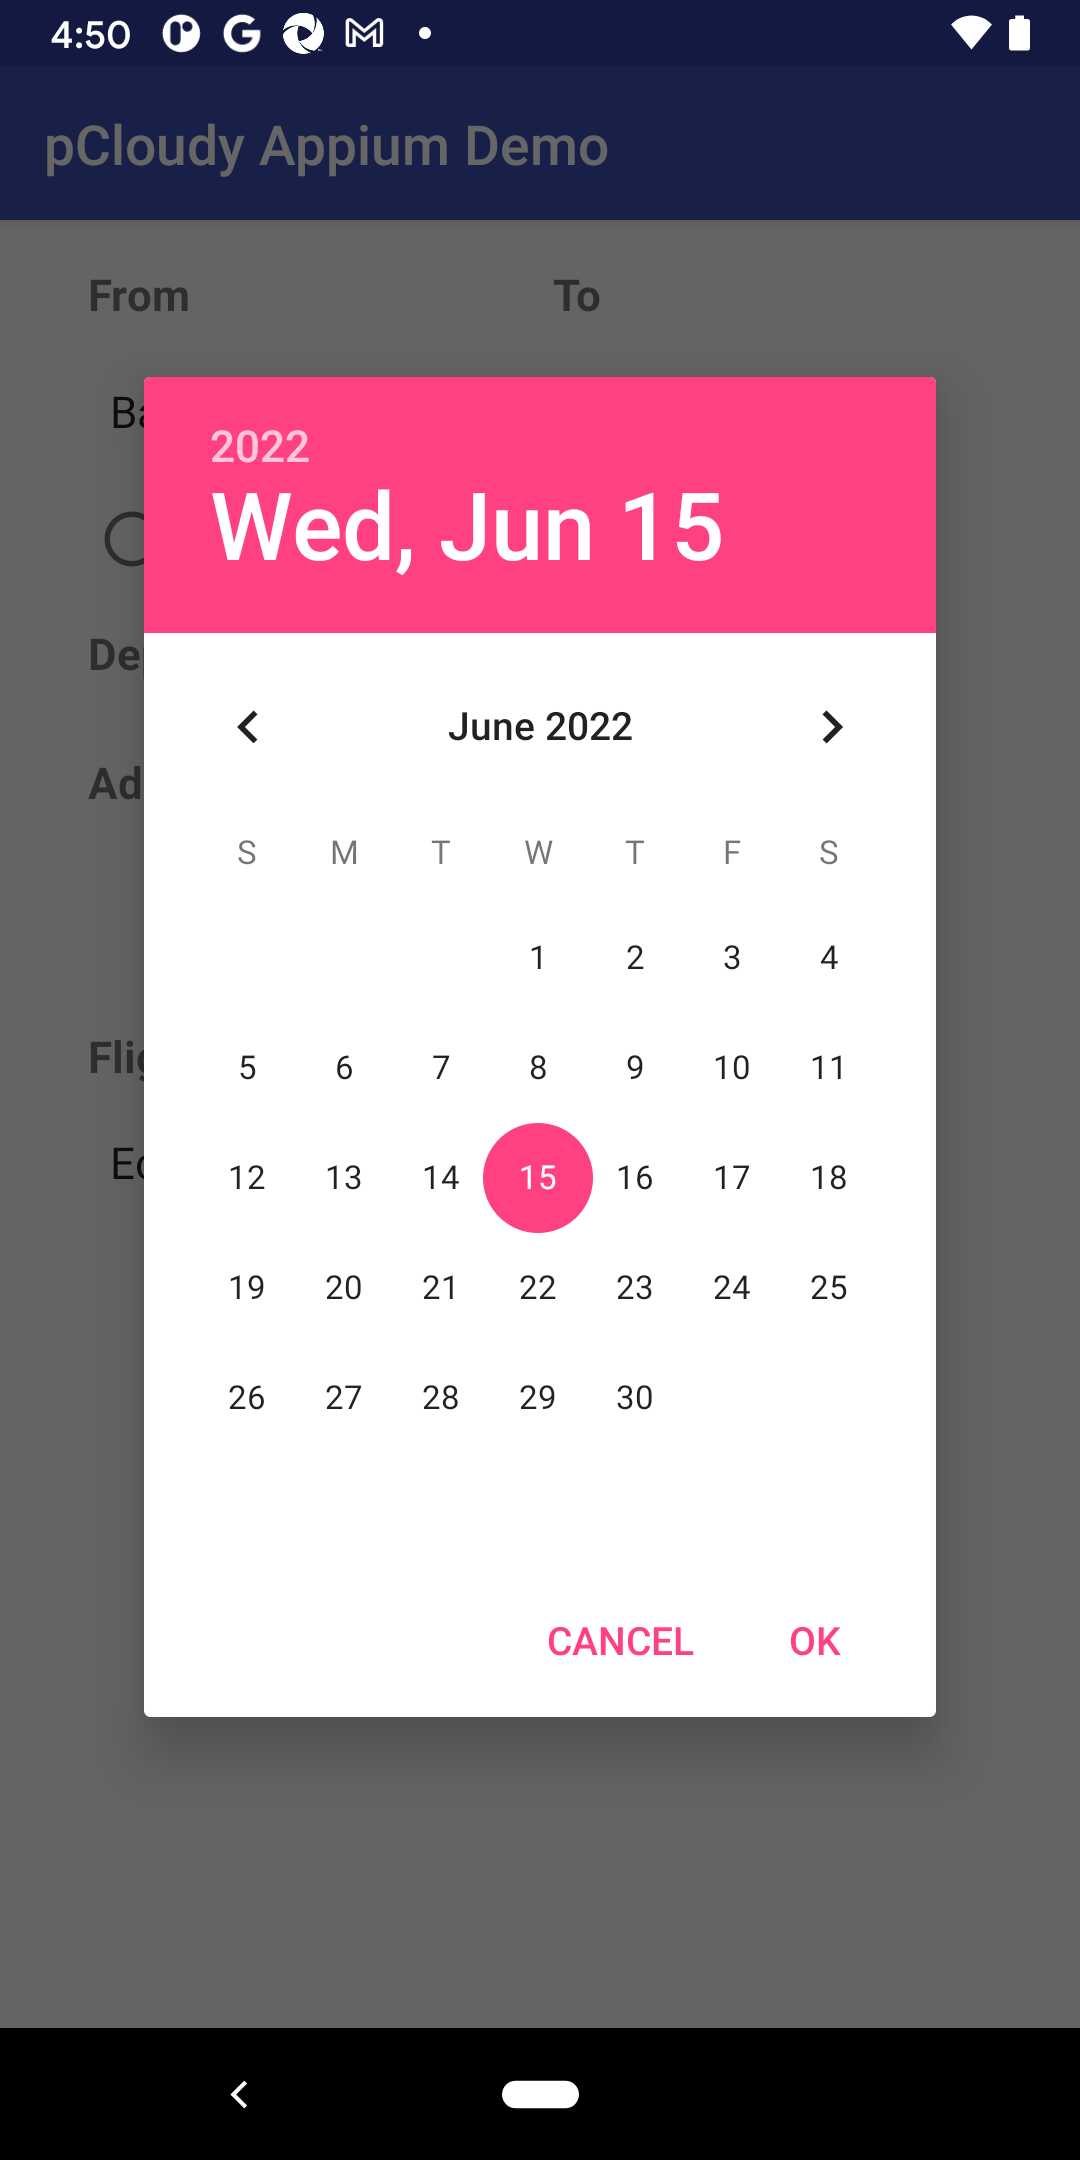 4:50
pCloudy Appium Demo
From To
2022
Wed, Jun 15
June 2022
S M T W T F S
1 2 3 4
5 6 7 8 9 10 11
12 13 14 15 16 17 18
19 20 21 22 23 24 25
26 27 28 29 30
CANCEL OK